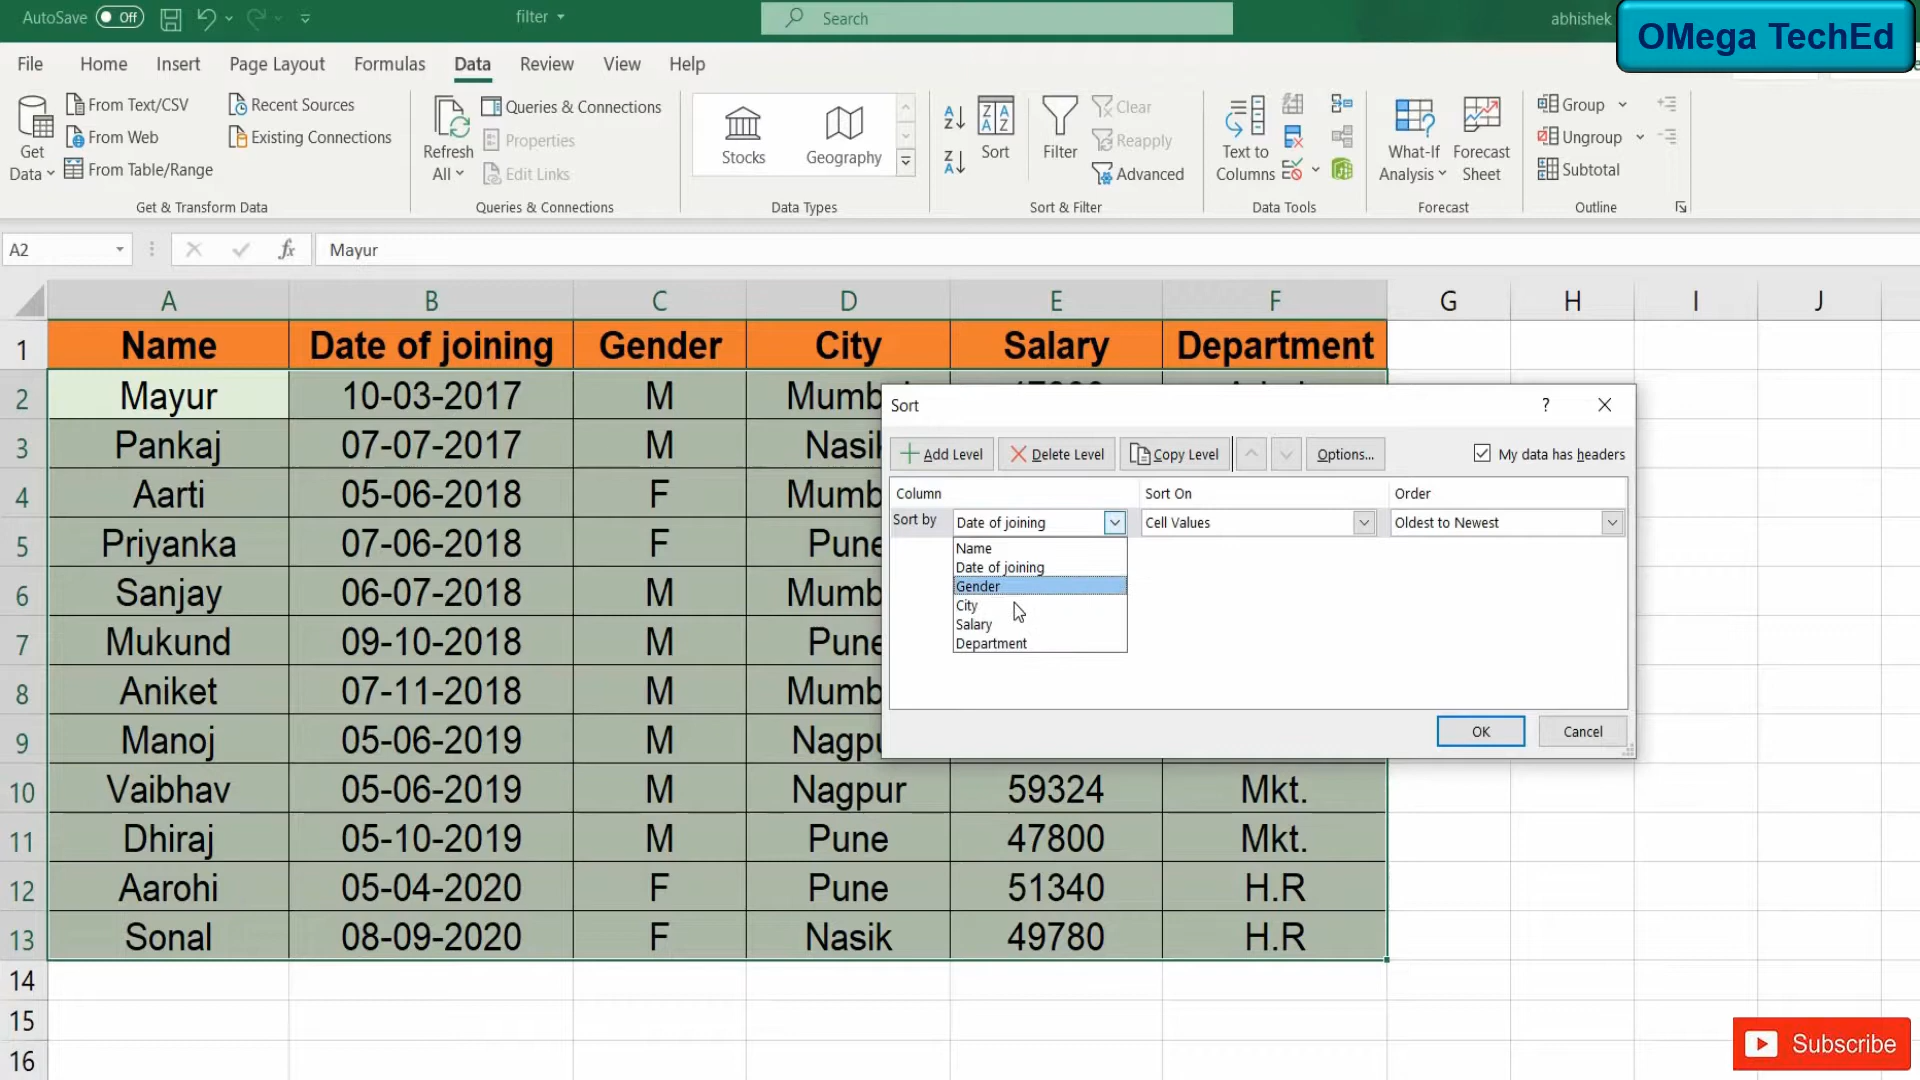 AutoSave Off filter Search abhishek
OMega TechEd
File Home Insert Page Layout Formulas Data Review View Help
Get Data
From Text/CSV
From Web
From Table/Range
Recent Sources
Existing Connections
Get & Transform Data
Refresh All
Queries & Connections
Properties
Edit Links
Queries & Connections
Stocks Geography
Data Types
Sort Filter
Clear
Reapply
Advanced
Sort & Filter
Text to Columns
Data Tools
What-If Analysis
Forecast Sheet
Forecast
Group
Ungroup
Subtotal
Outline
A2 fx Mayur
A B C D E F G H I J
1 Name Date of joining Gender City Salary Department
2 Mayur 10-03-2017 M Mumb
3 Pankaj 07-07-2017 M Nasik
4 Aarti 05-06-2018 F Mumb
5 Priyanka 07-06-2018 F Pune
6 Sanjay 06-07-2018 M Mumb
7 Mukund 09-10-2018 M Pune
8 Aniket 07-11-2018 M Mumb
9 Manoj 05-06-2019 M Nagpu
10 Vaibhav 05-06-2019 M Nagpur 59324 Mkt.
11 Dhiraj 05-10-2019 M Pune 47800 Mkt.
12 Aarohi 05-04-2020 F Pune 51340 H.R
13 Sonal 08-09-2020 F Nasik 49780 H.R
14
15
16
Sort ?
Add Level Delete Level Copy Level Options... My data has headers
Column Sort On Order
Sort by Date of joining Cell Values Oldest to Newest
Name
Date of joining
Gender
City
Salary
Department
OK Cancel
Subscribe